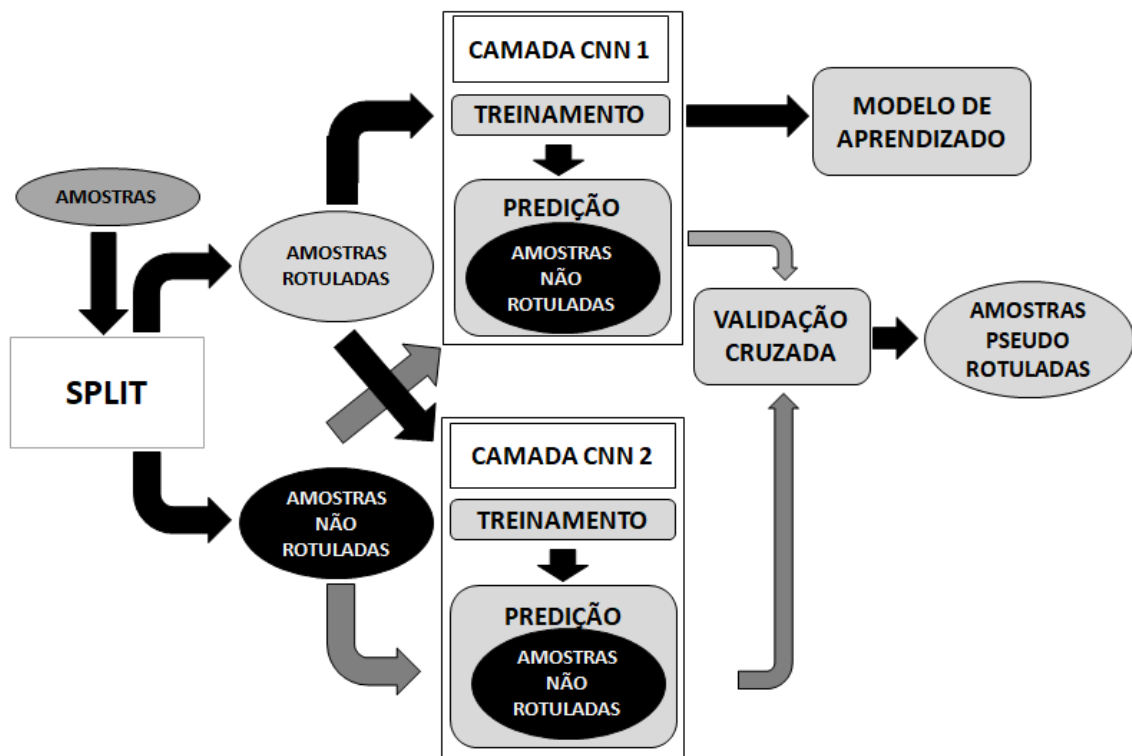 CAMADA CNN 1
TREINAMENTO
PREDIÇÃO
AMOSTRAS
NÃO
ROTULADAS
MODELO DE
APRENDIZADO
AMOSTRAS
SPLIT
AMOSTRAS
ROTULADAS
AMOSTRAS
NÃO
ROTULADAS
VALIDAÇÃO
CRUZADA
AMOSTRAS
PSEUDO
ROTULADAS
CAMADA CNN 2
TREINAMENTO
PREDIÇÃO
AMOSTRAS
NÃO
ROTULADAS